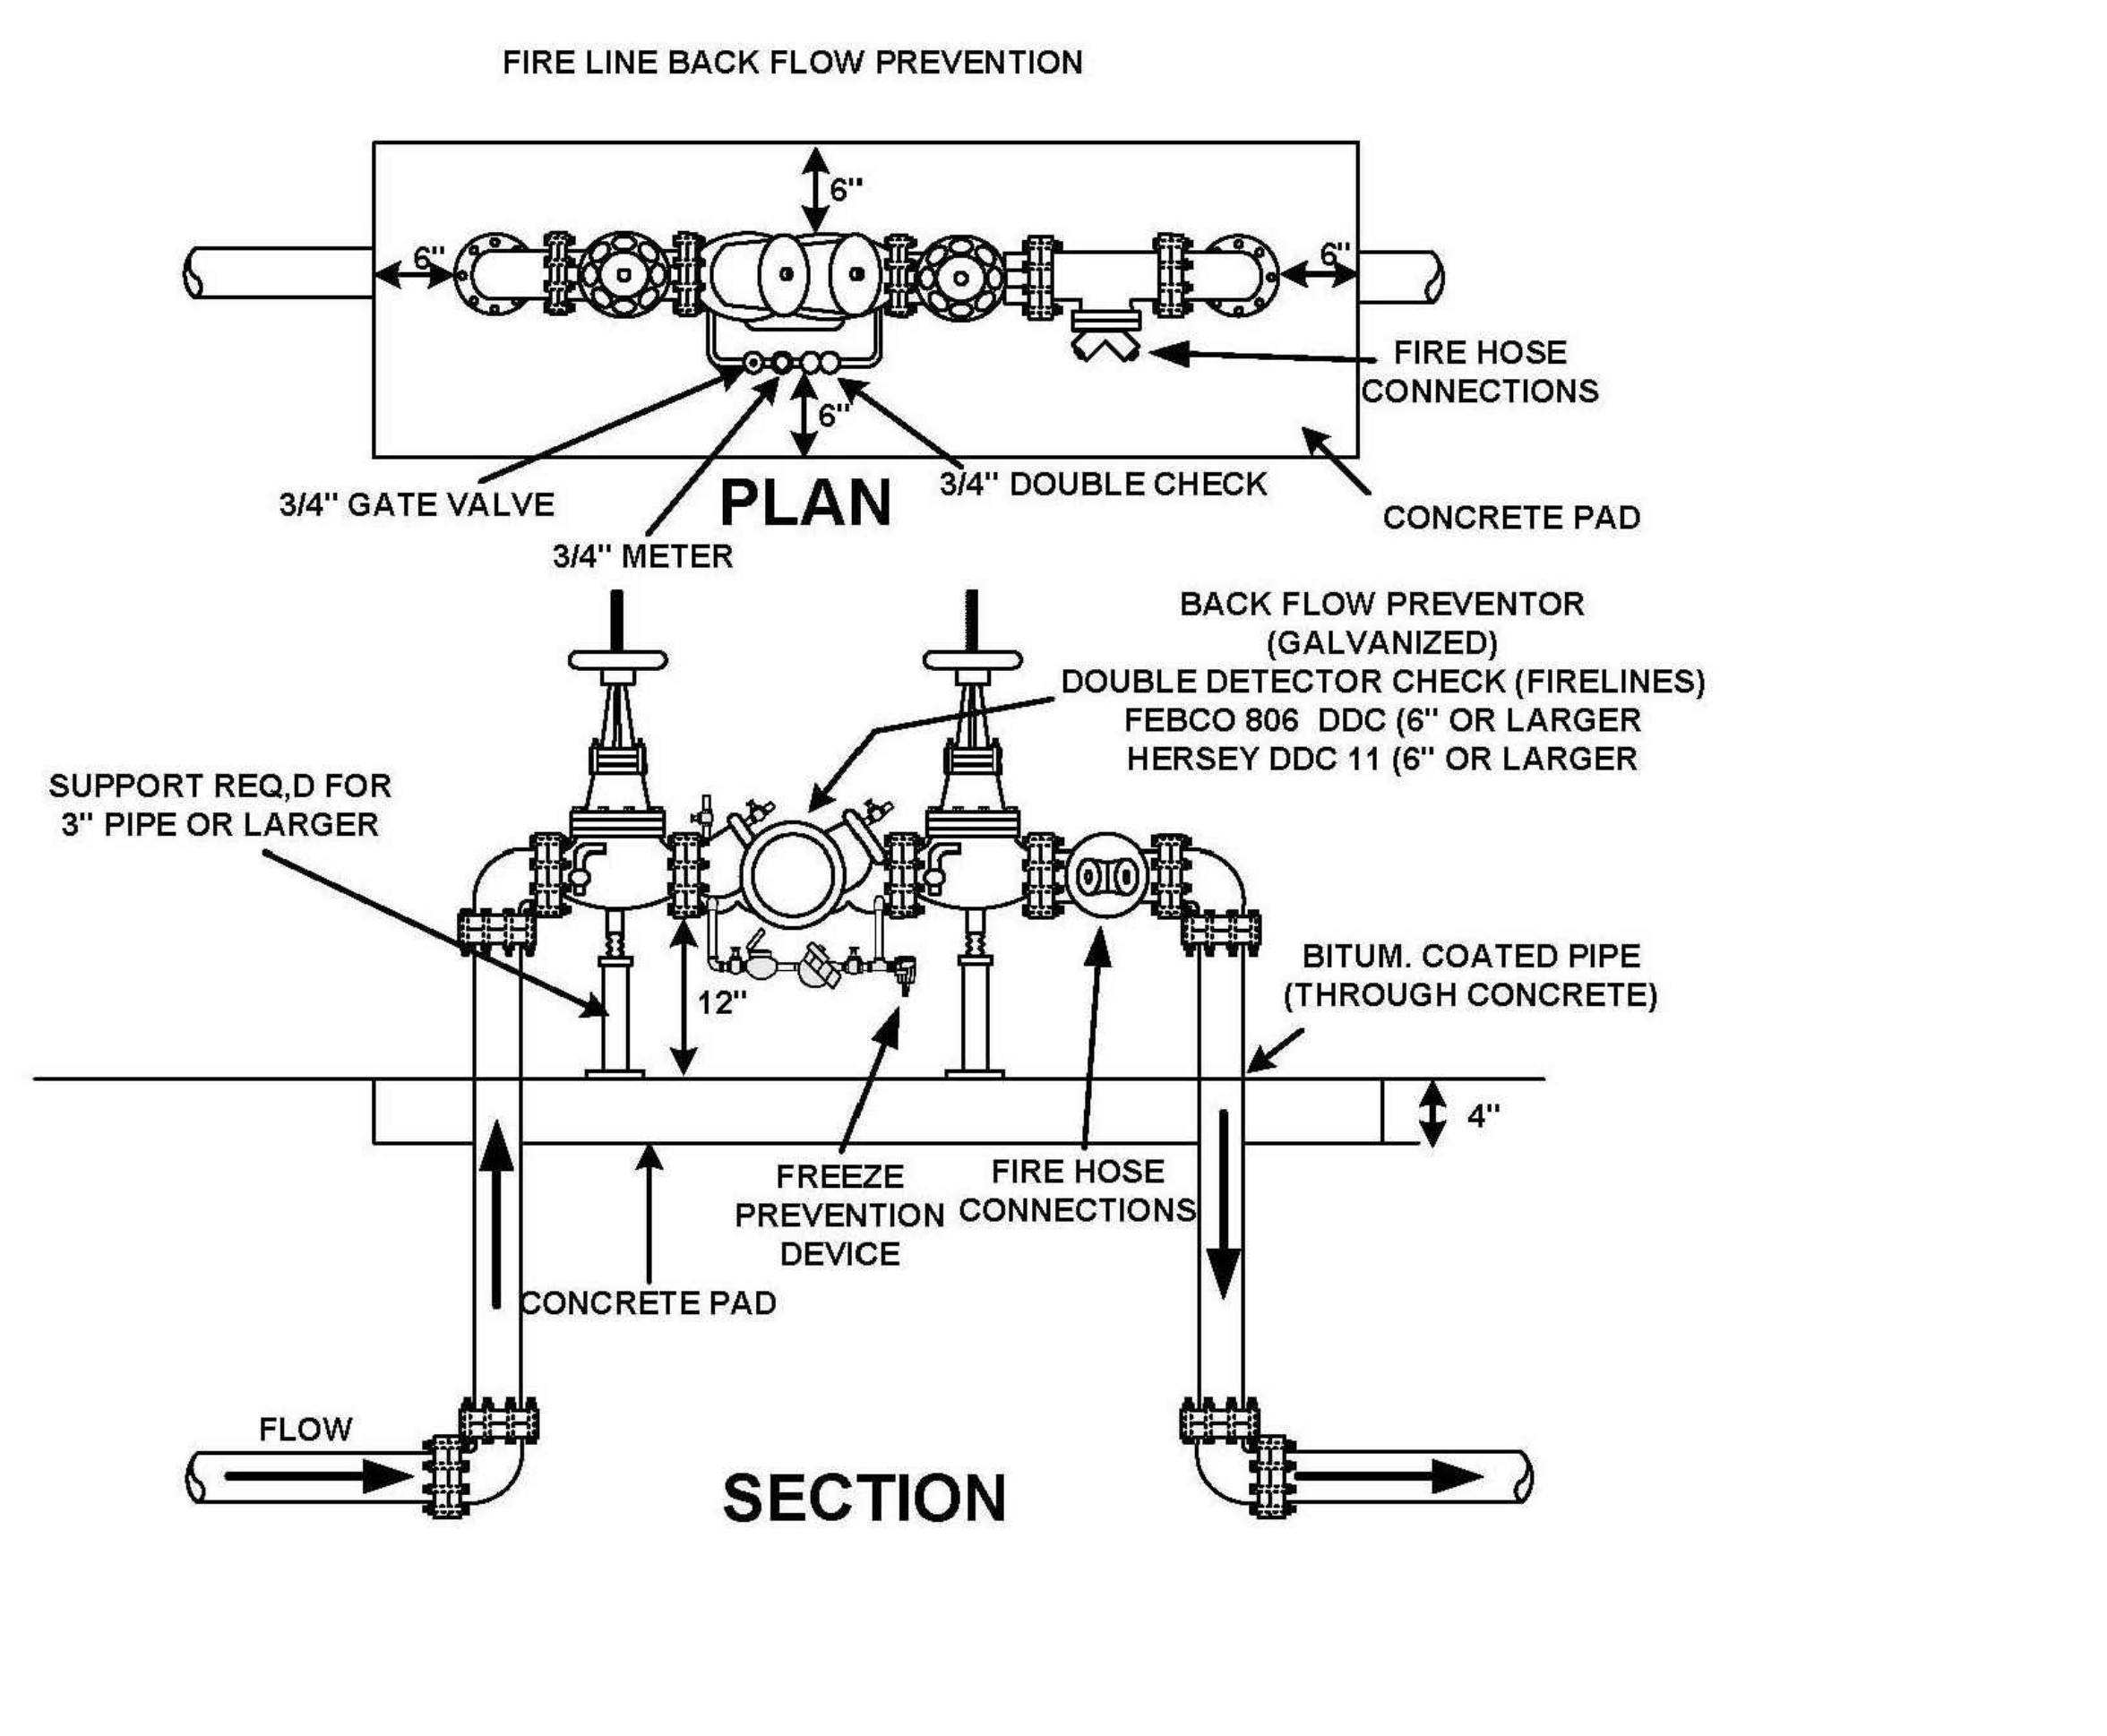 FIRE LINE BACK FLOW PREVENTION
6"
6"
6"
FIRE HOSE
CONNECTIONS
6"
3/4" GATE VALVE
PLAN
3/4" DOUBLE CHECK
CONCRETE PAD
3/4" METER
BACK FLOW PREVENTOR
(GALVANIZED)
DOUBLE DETECTOR CHECK (FIRELINES)
FEBCO 806  DDC (6" OR LARGER
HERSEY DDC 11 (6" OR LARGER
SUPPORT REQ,D FOR
3" PIPE OR LARGER
BITUM. COATED PIPE
(THROUGH CONCRETE)
12"
4"
FREEZE
PREVENTION
DEVICE
FIRE HOSE
CONNECTIONS
CONCRETE PAD
FLOW
SECTION